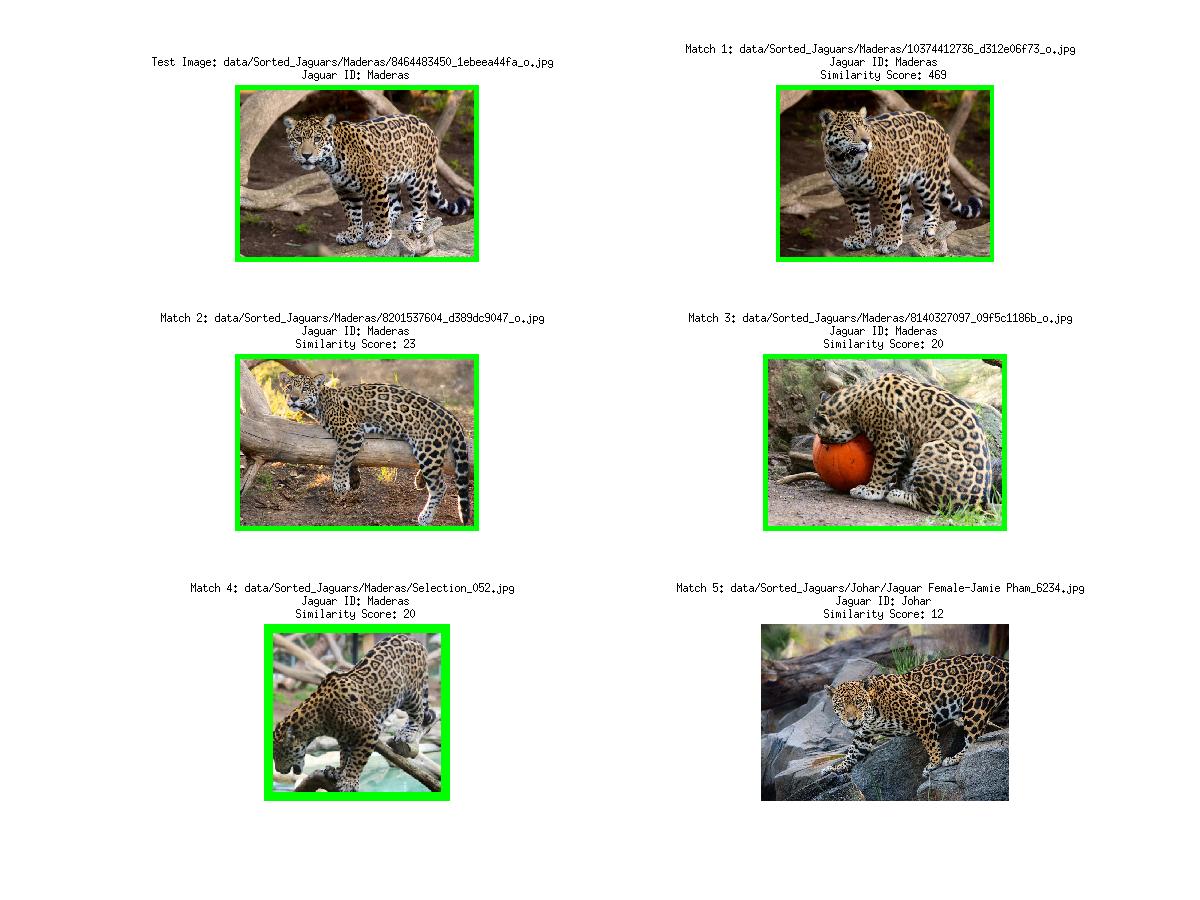 Test Image: data/Sorted_Jaguars/Maderas/8464483450_1ebeea44fa_o.jpg
Jaguar ID: Maderas
Match 1: data/Sorted_Jaguars/Maderas/10374412736_d312e06f73_o.jpg
Jaguar ID: Maderas
Similarity Score: 469
Match 2: data/Sorted_Jaguars/Maderas/8201537604_d389dc9047_o.jpg
Jaguar ID: Maderas
Similarity Score: 23
Match 3: data/Sorted_Jaguars/Maderas/8140327097_09f5c1186b_o.jpg
Jaguar ID: Maderas
Similarity Score: 20
Match 4: data/Sorted_Jaguars/Maderas/Selection_052.jpg
Jaguar ID: Maderas
Similarity Score: 20
Match 5: data/Sorted_Jaguars/Johar/Jaguar Female-Jamie Pham_6234.jpg
Jaguar ID: Johar
Similarity Score: 12